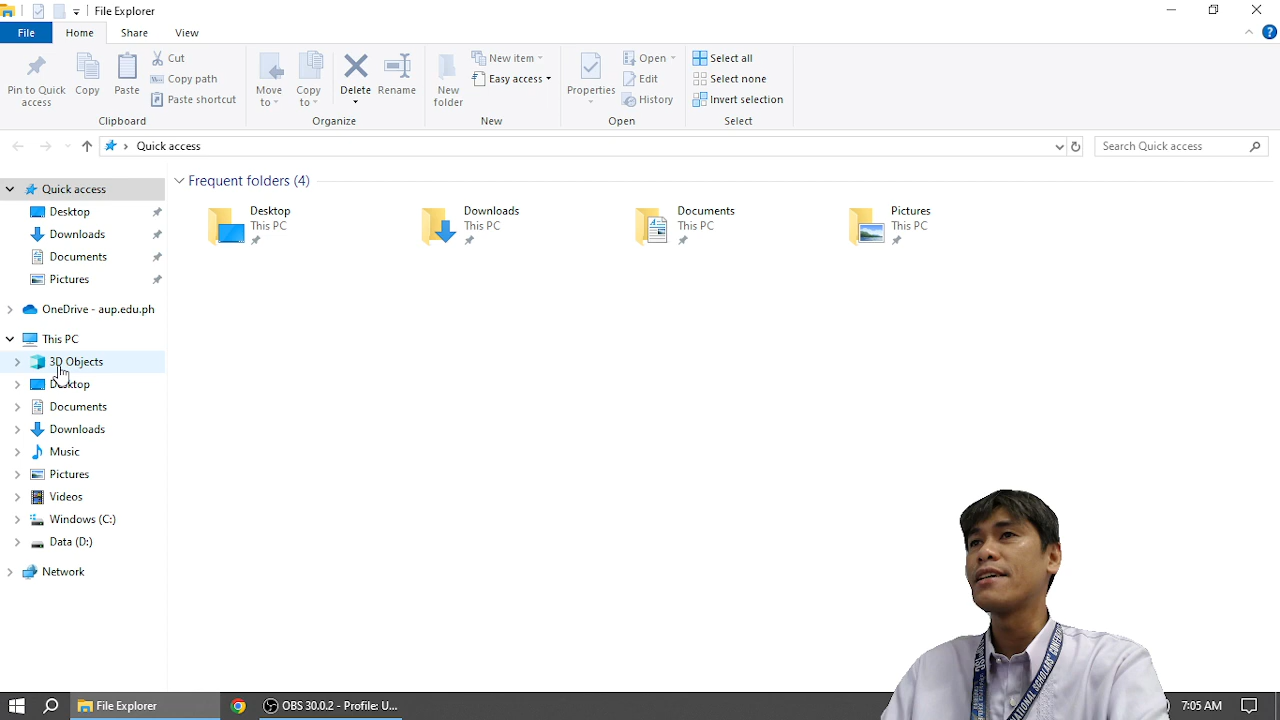 File Explorer
File Home Share View
Pin to Quick access
Copy
Paste
Cut
Copy path
Paste shortcut
Clipboard
Move to
Copy to
Delete
Rename
Organize
New folder
New item
Easy access
New
Properties
Open
Edit
History
Open
Select all
Select none
Invert selection
Select
Quick access
Search Quick access
Quick access
Desktop
Downloads
Documents
Pictures
OneDrive - aup.edu.ph
This PC
3D Objects
Desktop
Documents
Downloads
Music
Pictures
Videos
Windows (C:)
Data (D:)
Network
Frequent folders (4)
Desktop
This PC
Downloads
This PC
Documents
This PC
Pictures
This PC
File Explorer
OBS 30.0.2 - Profile: U...
7:05 AM